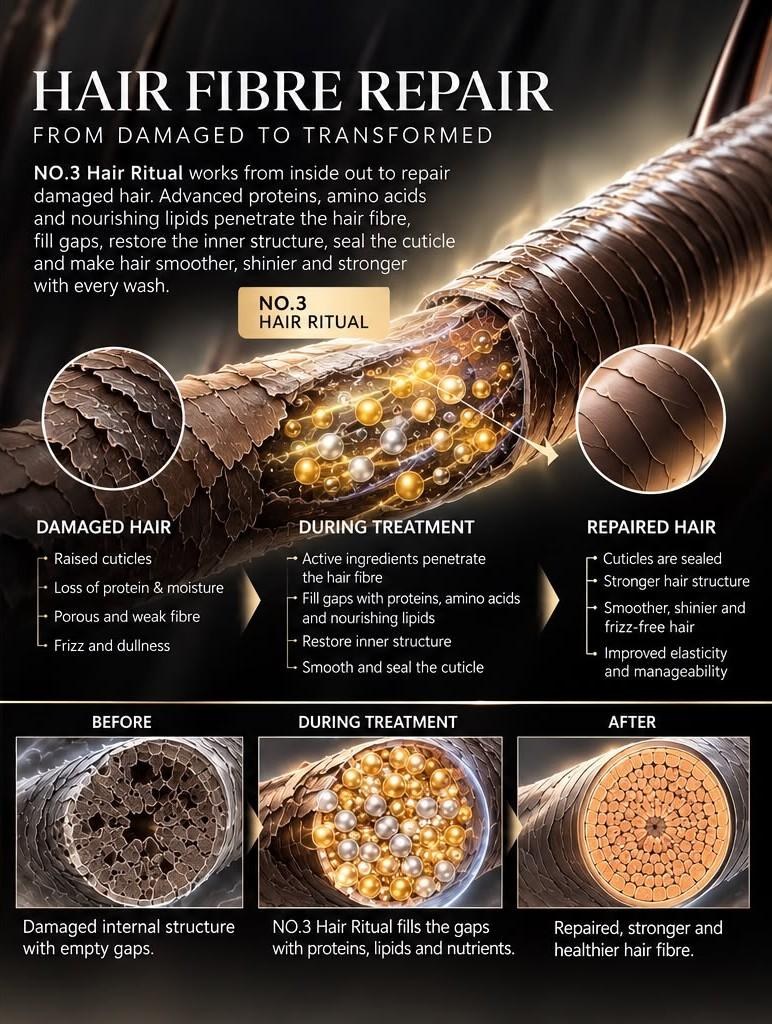 HAIR FIBRE REPAIR
FROM DAMAGED TO TRANSFORMED
NO.3 Hair Ritual works from inside out to repair
damaged hair. Advanced proteins, amino acids
and nourishing lipids penetrate the hair fibre,
fill gaps, restore the inner structure, seal the cuticle
and make hair smoother, shinier and stronger
with every wash.
NO.3
HAIR RITUAL
DAMAGED HAIR
Raised cuticles
Loss of protein & moisture
Porous and weak fibre
Frizz and dullness
DURING TREATMENT
Active ingredients penetrate
the hair fibre
Fill gaps with proteins, amino acids
and nourishing lipids
Restore inner structure
Smooth and seal the cuticle
REPAIRED HAIR
Cuticles are sealed
Stronger hair structure
Smoother, shinier and
frizz-free hair
Improved elasticity
and manageability
BEFORE
Damaged internal structure
with empty gaps.
DURING TREATMENT
NO.3 Hair Ritual fills the gaps
with proteins, lipids and nutrients.
AFTER
Repaired, stronger and
healthier hair fibre.